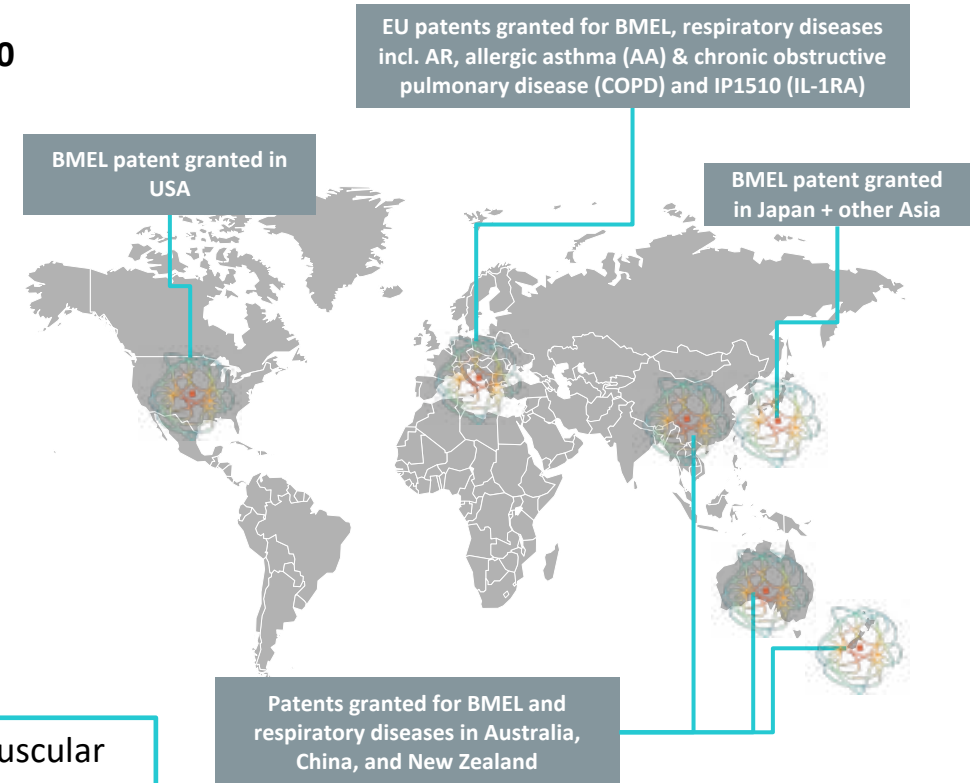 0
EU patents granted for BMEL, respiratory diseases
incl. AR, allergic asthma (AA) & chronic obstructive
pulmonary disease (COPD) and IP1510 (IL-1RA)
BMEL patent granted in
USA
BMEL patent granted
in Japan + other Asia
Patents granted for BMEL and
respiratory diseases in Australia,
China, and New Zealand
uscular